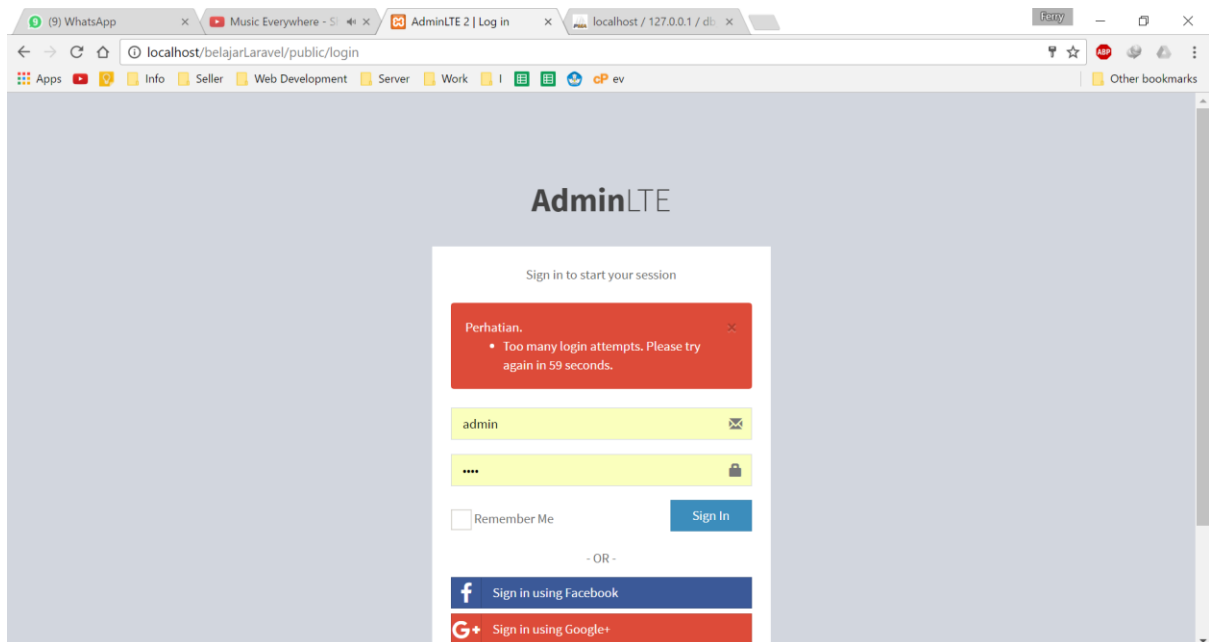 (9) WhatsApp
Music Everywhere - S
AdminLTE 2 | Log in
localhost / 127.0.0.1 / db
Ferry
localhost/belajarLaravel/public/login
ABP
Apps
Info
Seller
Web Development
Server
Work
I
cP ev
Other bookmarks
AdminLTE
Sign in to start your session
Perhatian.
Too many login attempts. Please try
again in 59 seconds.
admin
Remember Me
Sign In
- OR -
f Sign in using Facebook
G+ Sign in using Google+